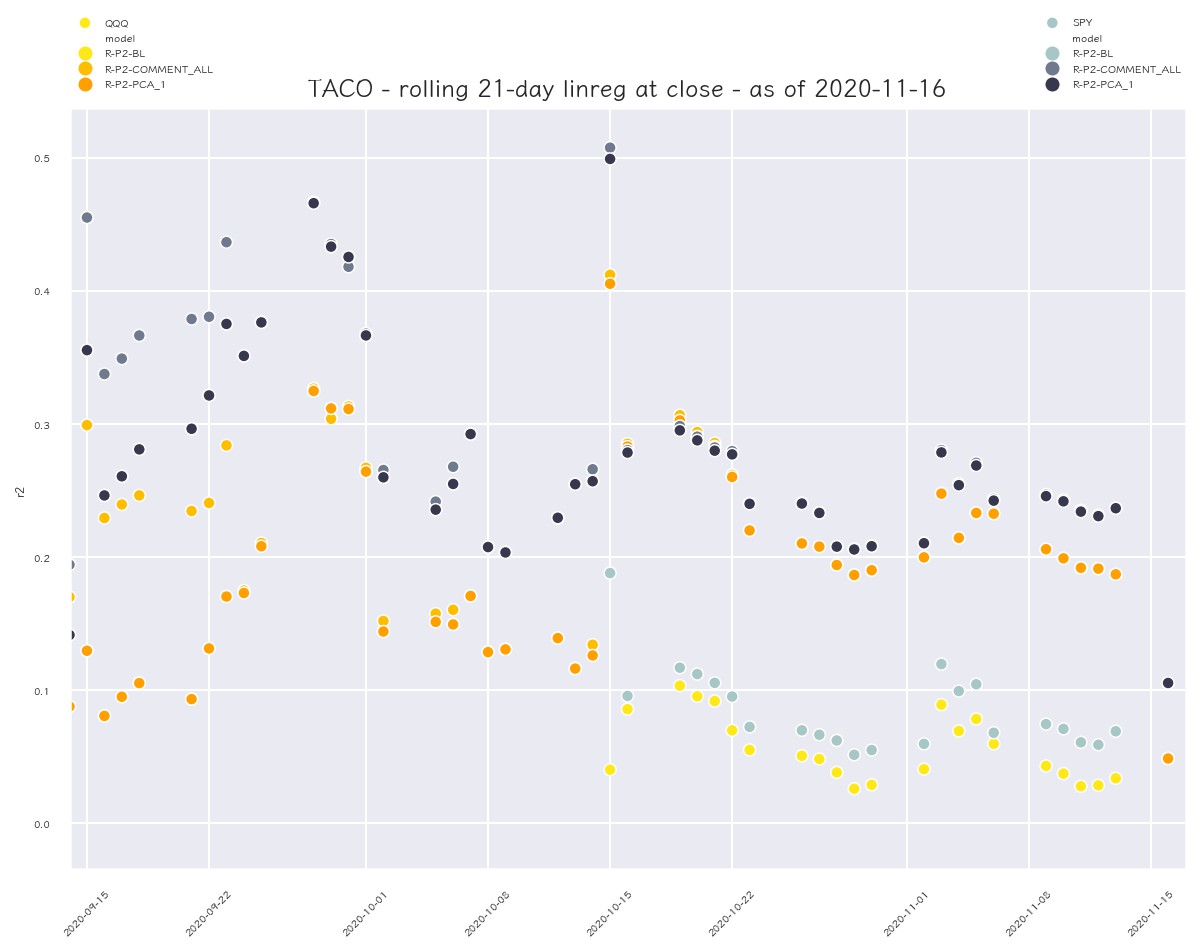 QQQ
model
R-P2-BL
R-P2-COMMENT_ALL
R-P2-PCA_1
SPY
model
R-P2-BL
R-P2-COMMENT_ALL
R-P2-PCA_1
TACO - rolling 21-day linreg at close - as of 2020-11-16
0.5
0.4
0.3
r2
0.2
0.1
0.0
2020-09-15
2020-09-22
2020-10-01
2020-10-08
2020-10-15
2020-10-22
2020-11-01
2020-11-08
2020-11-15